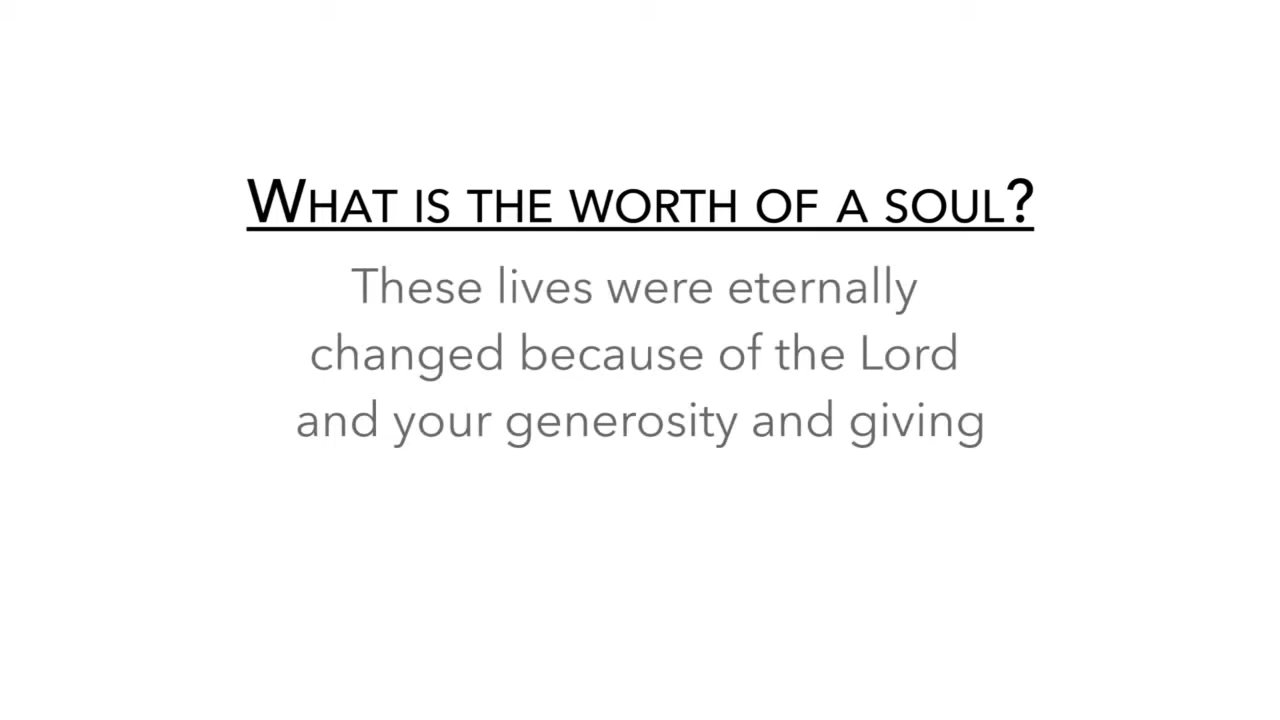 What is the worth of a soul?
These lives were eternally
changed because of the Lord
and your generosity and giving